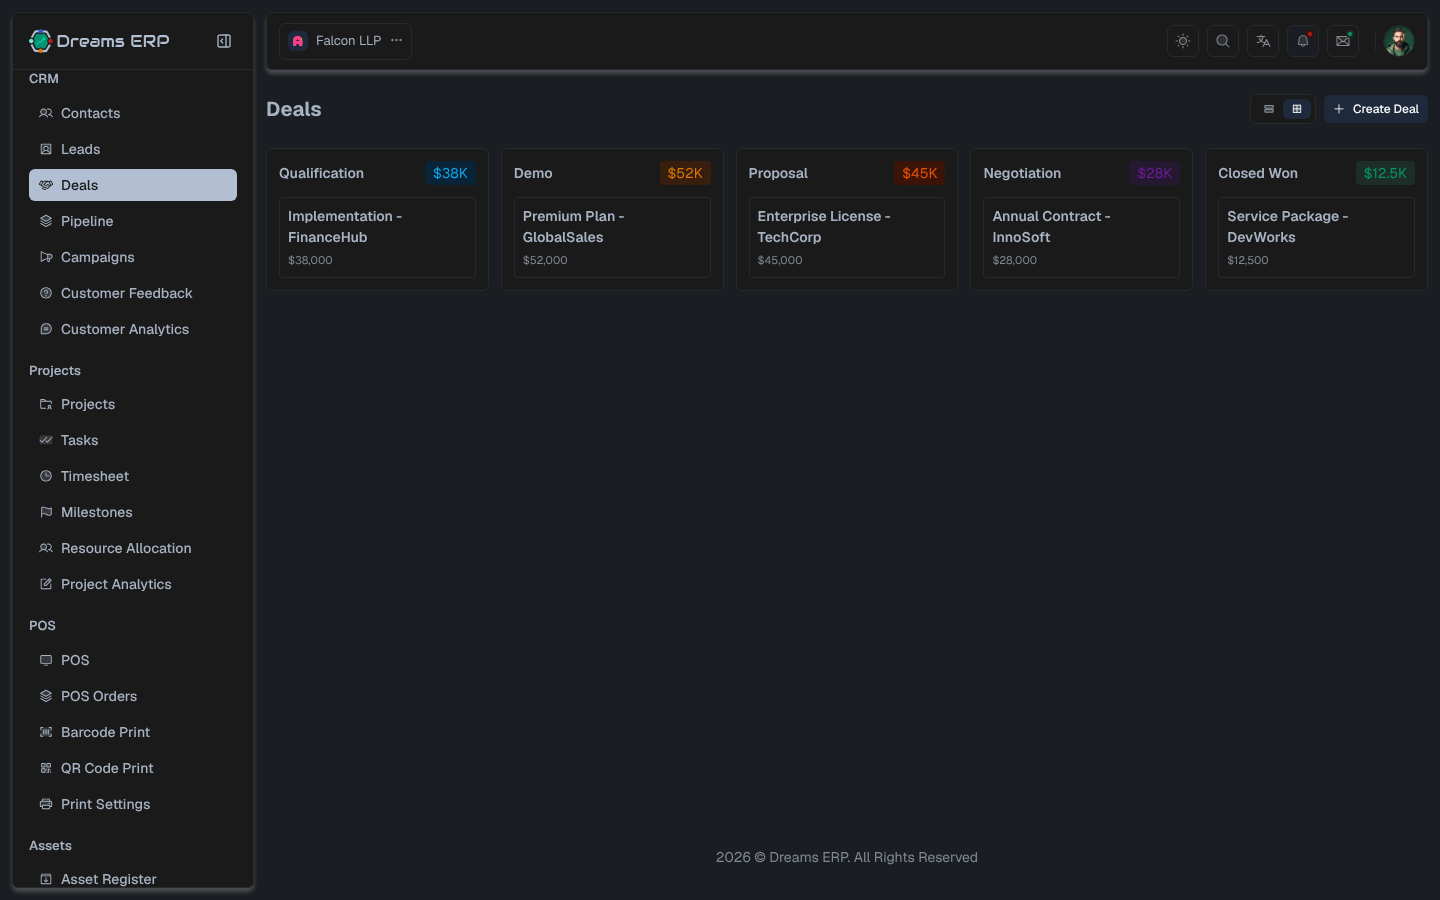 Dreams ERP
CRM
Contacts
Leads
Deals
Pipeline
Campaigns
Customer Feedback
Customer Analytics
Projects
Projects
Tasks
Timesheet
Milestones
Resource Allocation
Project Analytics
POS
POS
POS Orders
Barcode Print
QR Code Print
Print Settings
Assets
Asset Register
Falcon LLP ···
Deals
Create Deal
Qualification $38K
Implementation -
FinanceHub
$38,000
Demo $52K
Premium Plan -
GlobalSales
$52,000
Proposal $45K
Enterprise License -
TechCorp
$45,000
Negotiation $28K
Annual Contract -
InnoSoft
$28,000
Closed Won $12.5K
Service Package -
DevWorks
$12,500
2026 © Dreams ERP. All Rights Reserved